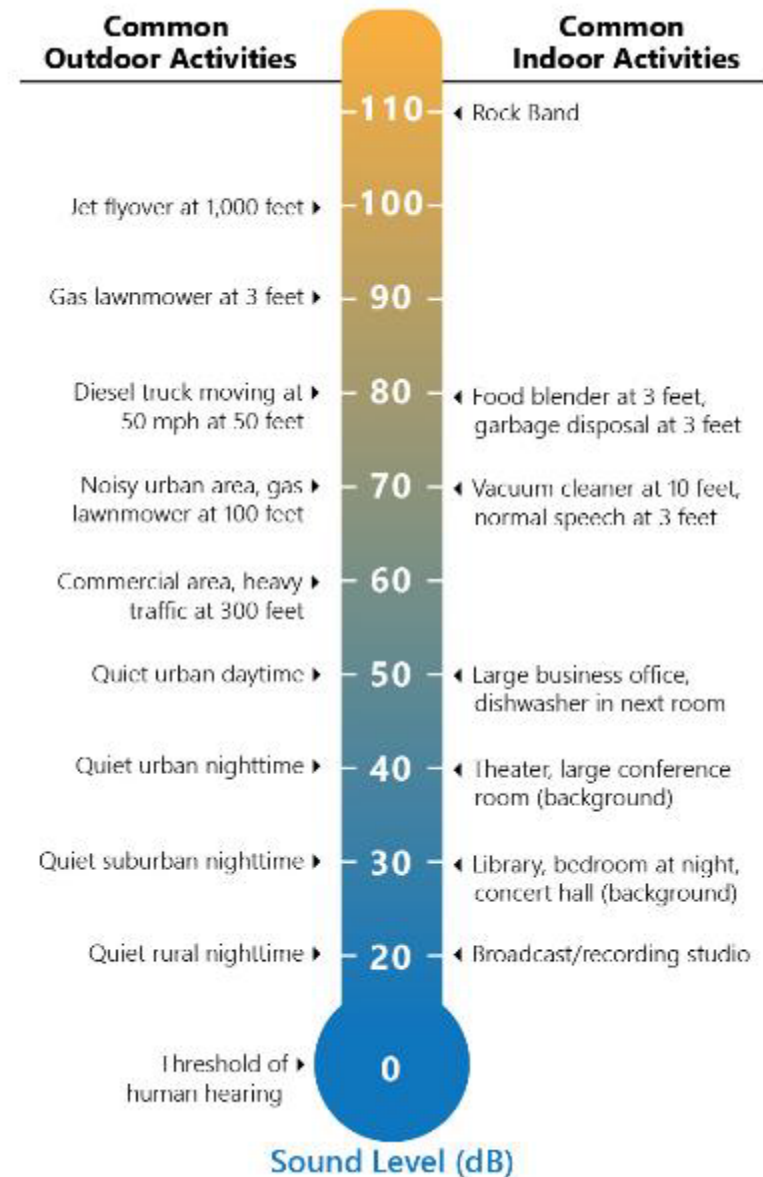 Common
Outdoor Activities
Common
Indoor Activities
110
Rock Band
Jet flyover at 1,000 feet
100
Gas lawnmower at 3 feet
90
Diesel truck moving at
50 mph at 50 feet
80
Food blender at 3 feet,
garbage disposal at 3 feet
Noisy urban area, gas
lawnmower at 100 feet
70
Vacuum cleaner at 10 feet,
normal speech at 3 feet
Commercial area, heavy
traffic at 300 feet
60
Quiet urban daytime
50
Large business office,
dishwasher in next room
Quiet urban nighttime
40
Theater, large conference
room (background)
Quiet suburban nighttime
30
Library, bedroom at night,
concert hall (background)
Quiet rural nighttime
20
Broadcast/recording studio
Threshold of
human hearing
0
Sound Level (dB)